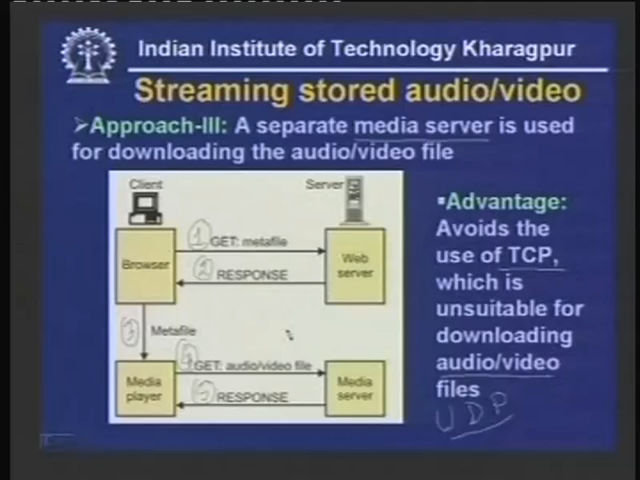 Indian Institute of Technology Kharagpur
Streaming stored audio/video
➢Approach-III: A separate media server is used
for downloading the audio/video file
Client
Server
1
GET: metafile
Browser
2
RESPONSE
Web
server
3
Metafile
4
GET: audio/video file
Media
player
5
RESPONSE
Media
server
▪Advantage:
Avoids the
use of TCP,
which is
unsuitable for
downloading
audio/video
files
UDP